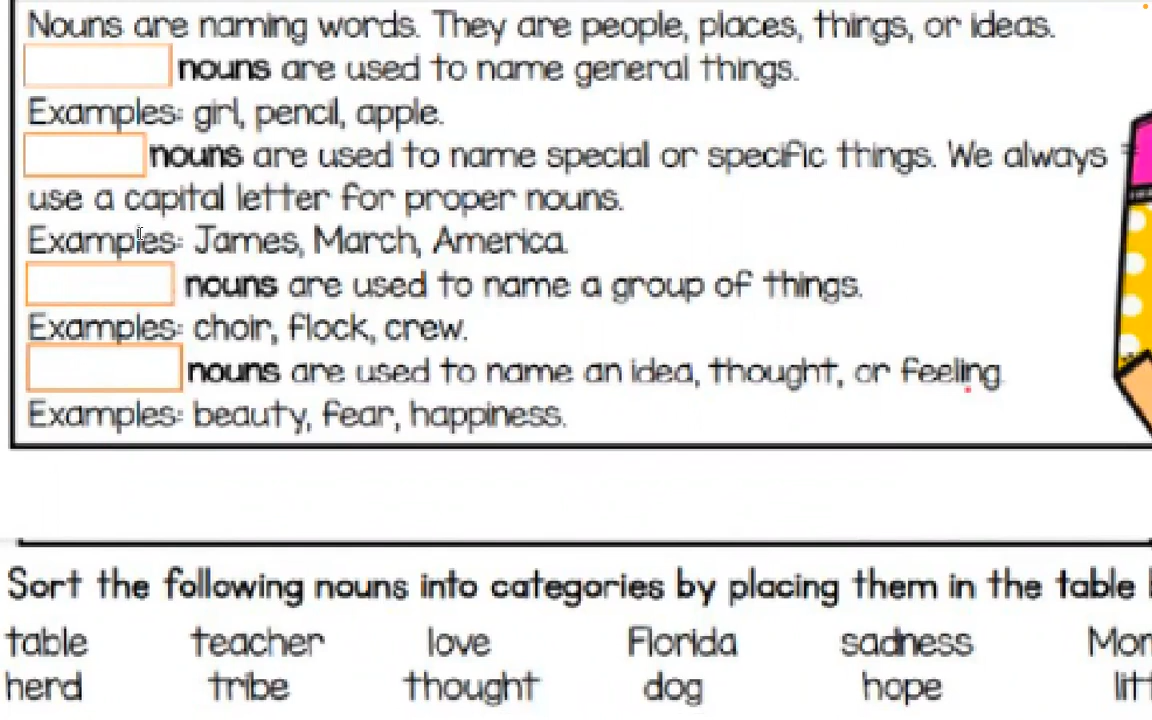 Nouns are naming words. They are people, places, things, or ideas.
nouns are used to name general things.
Examples: girl, pencil, apple.
nouns are used to name special or specific things. We always
use a capital letter for proper nouns.
Examples: James, March, America.
nouns are used to name a group of things.
Examples: choir, flock, crew.
nouns are used to name an idea, thought, or feeling.
Examples: beauty, fear, happiness.
Sort the following nouns into categories by placing them in the table
table teacher love Florida sadness
herd tribe thought dog hope